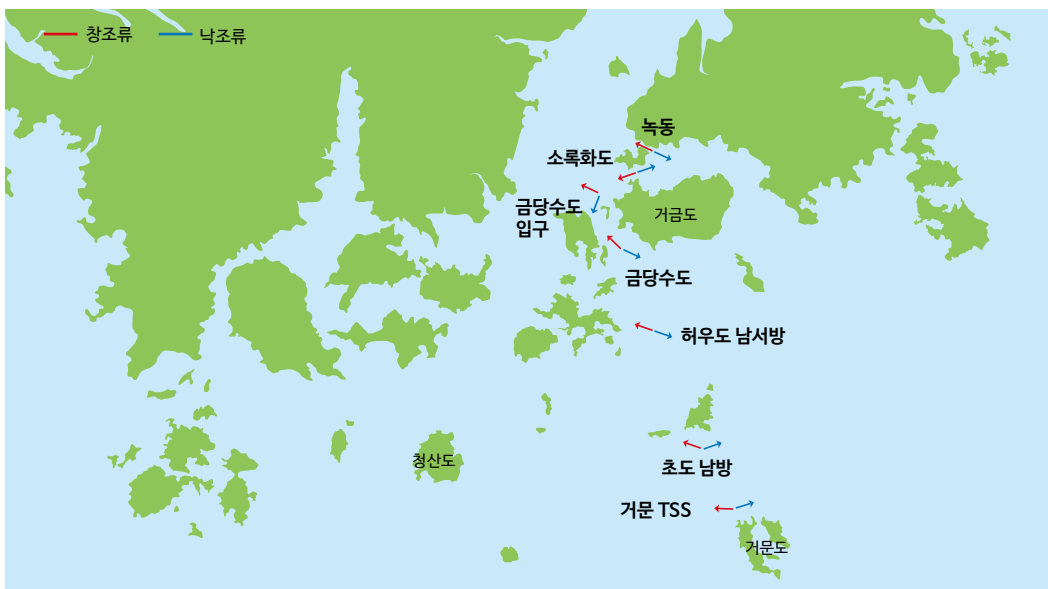 창조류
낙조류
녹동
소록화도
금당수도
입구
거금도
금당수도
허우도 남서방
청산도
초도 남방
거문 TSS
거문도